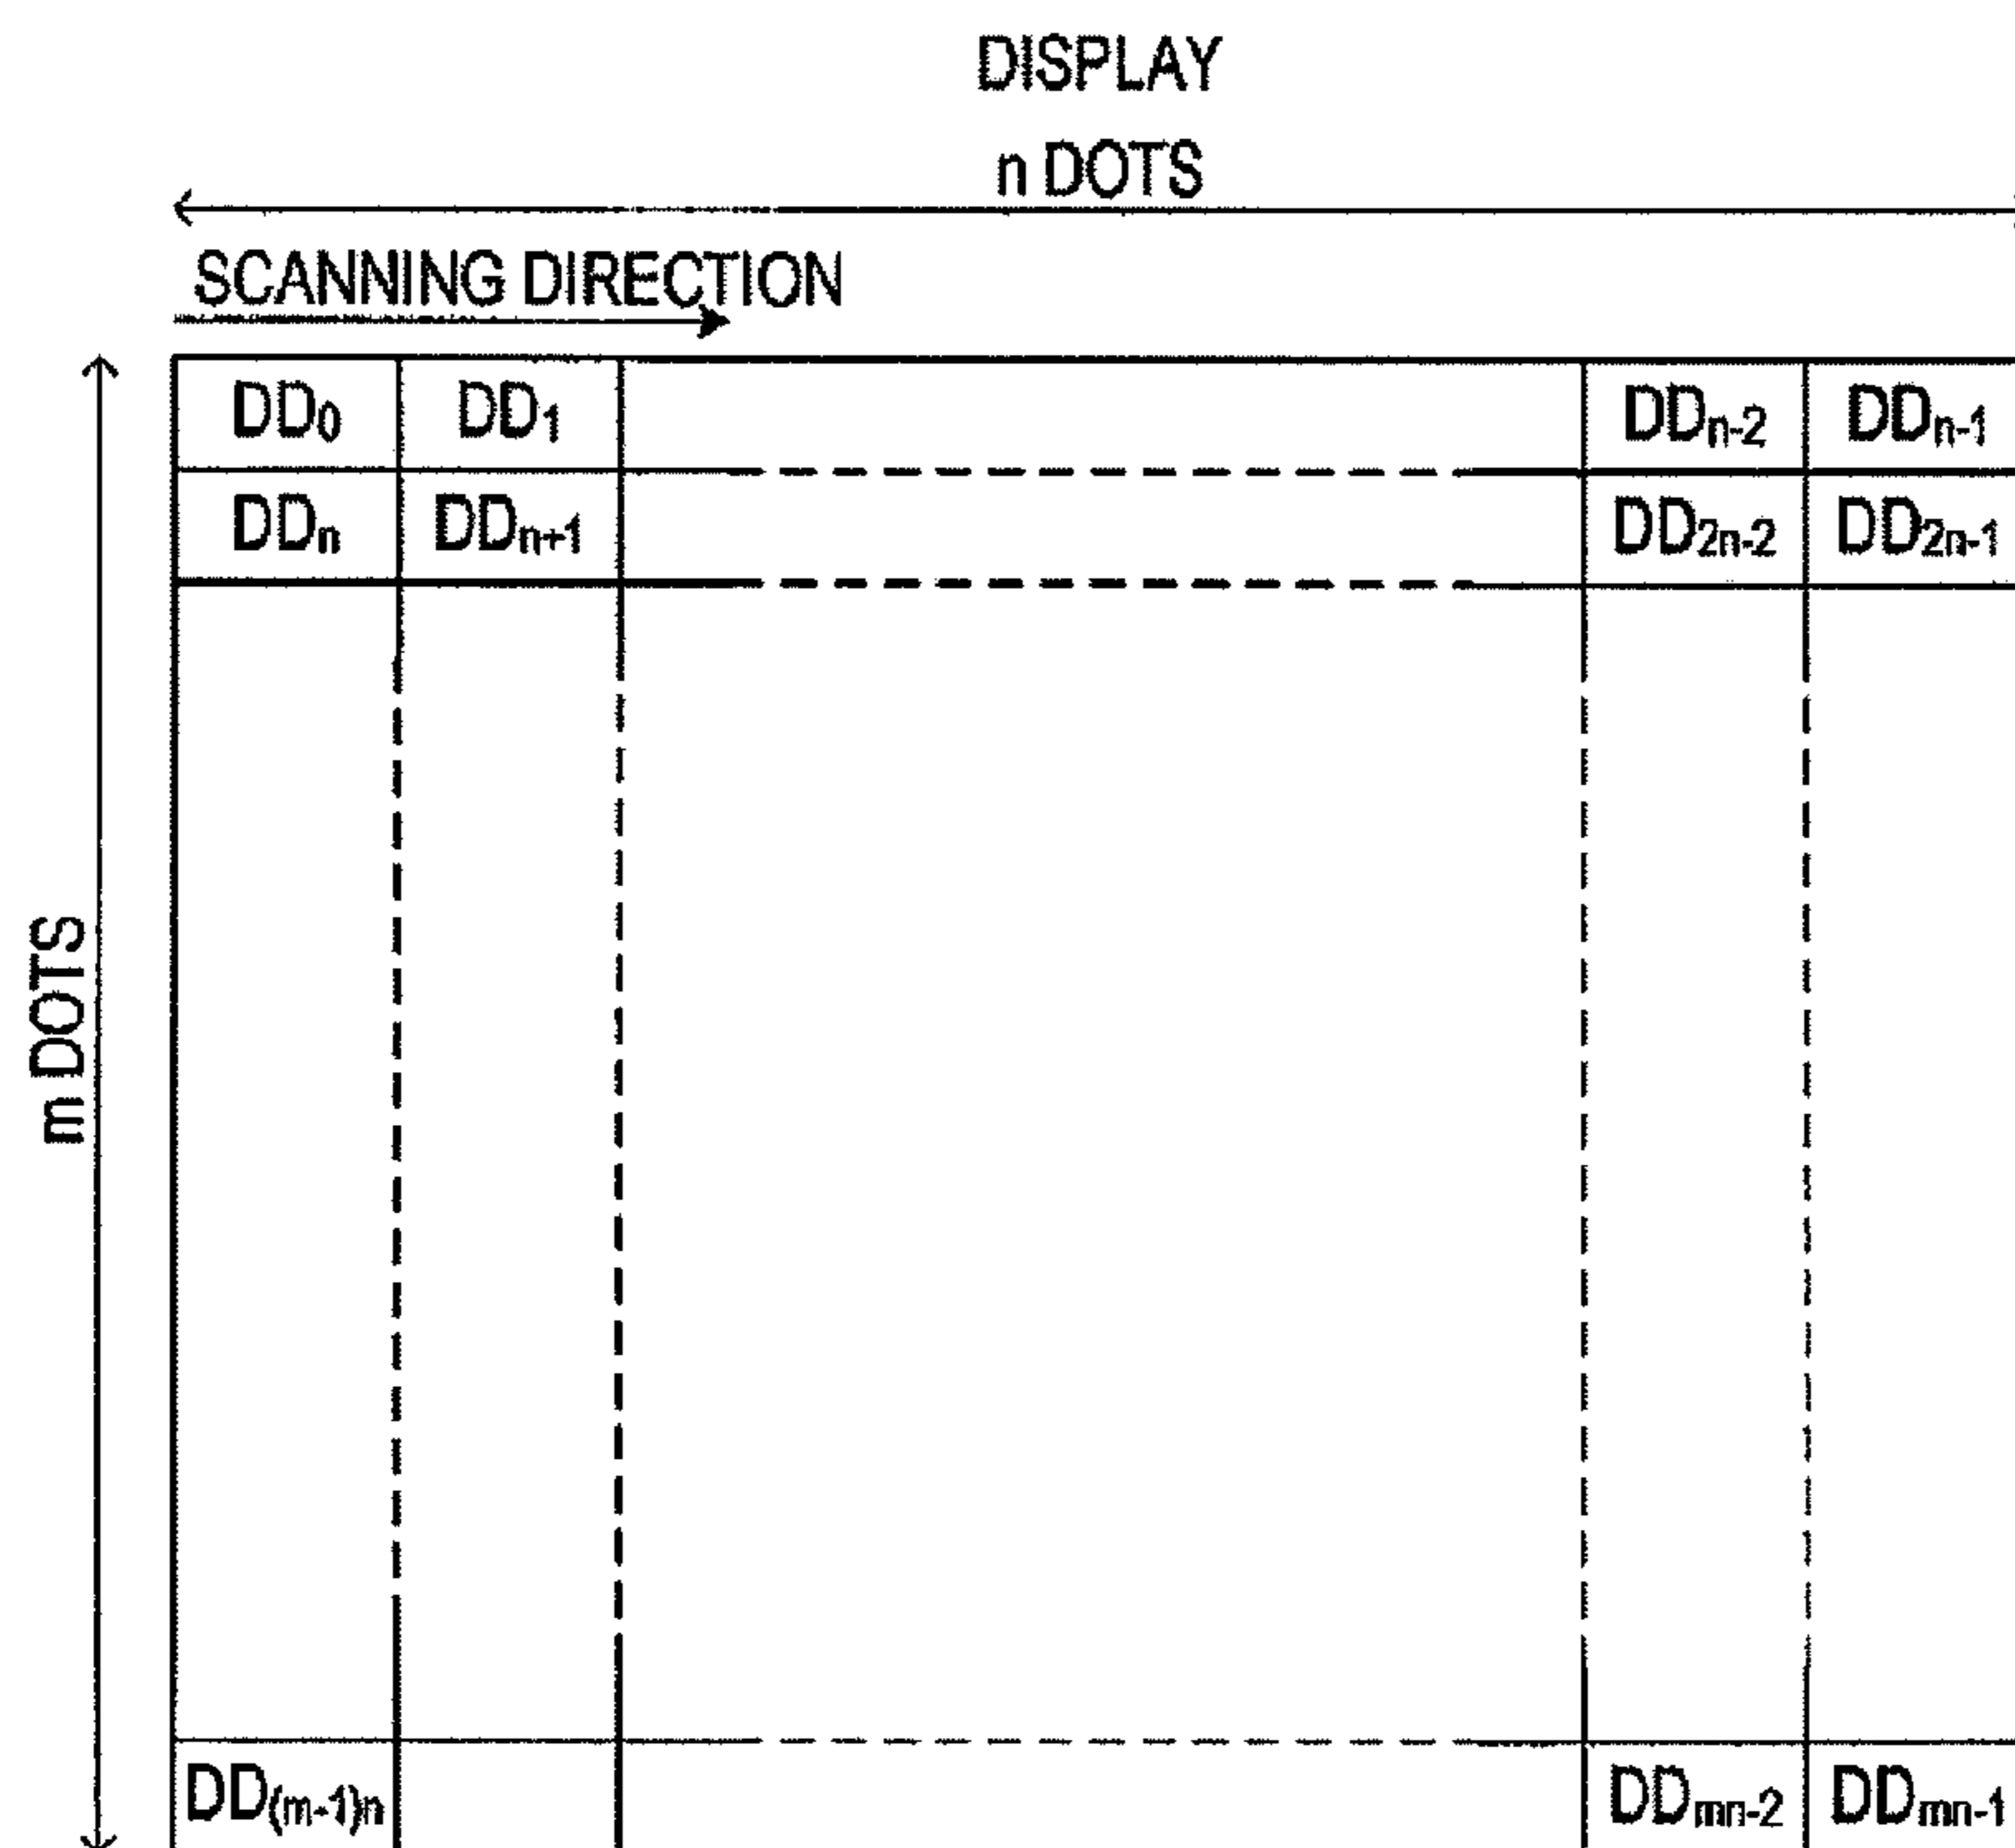 DISPLAY
n DOTS
SCANNING DIRECTION
DD₀ DD₁ DDₙ₋₂ DDₙ₋₁
DDₙ DDₙ₊₁ DD₂ₙ₋₂ DD₂ₙ₋₁
m DOTS
DD₍ₘ₋₁₎ₙ DDₘₙ₋₂ DDₘₙ₋₁